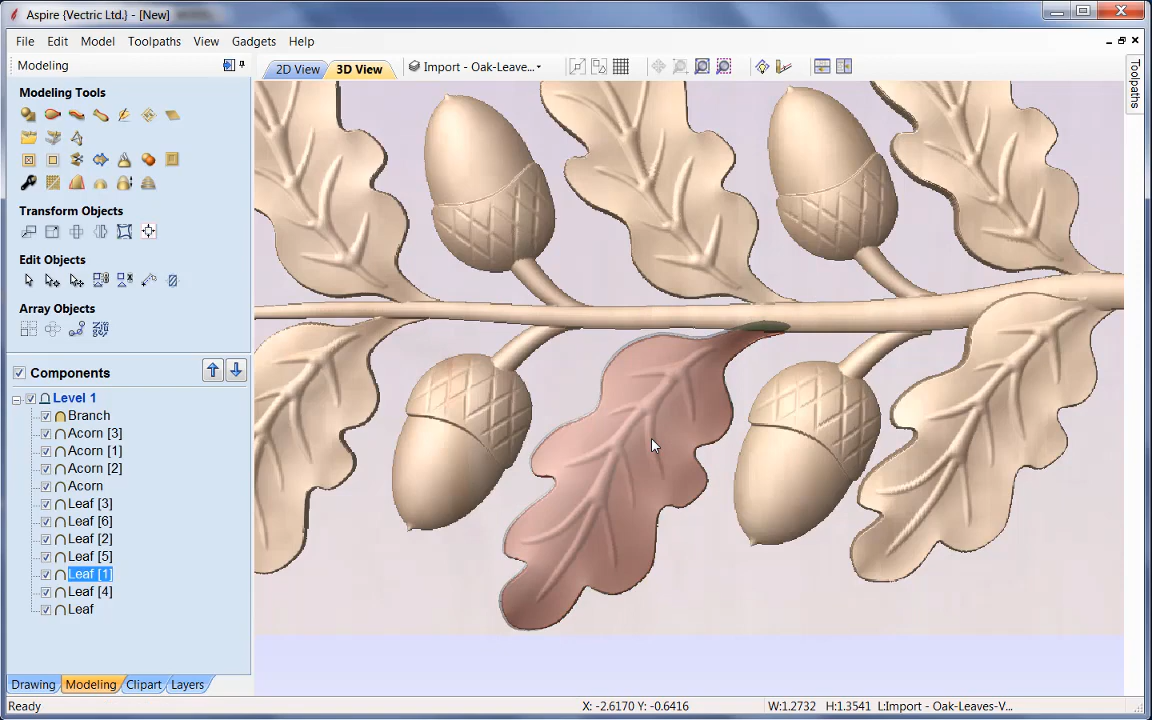 Aspire {Vectric Ltd.} - [New]
File Edit Model Toolpaths View Gadgets Help
Modeling
2D View 3D View Import - Oak-Leave...
Toolpaths
Modeling Tools
Transform Objects
Edit Objects
Array Objects
Components
Level 1
Branch
Acorn [3]
Acorn [1]
Acorn [2]
Acorn
Leaf [3]
Leaf [6]
Leaf [2]
Leaf [5]
Leaf [1]
Leaf [4]
Leaf
Drawing Modeling Clipart Layers
Ready X: -2.6170 Y: -0.6416 W:1.2732 H:1.3541 L:Import - Oak-Leaves-V...